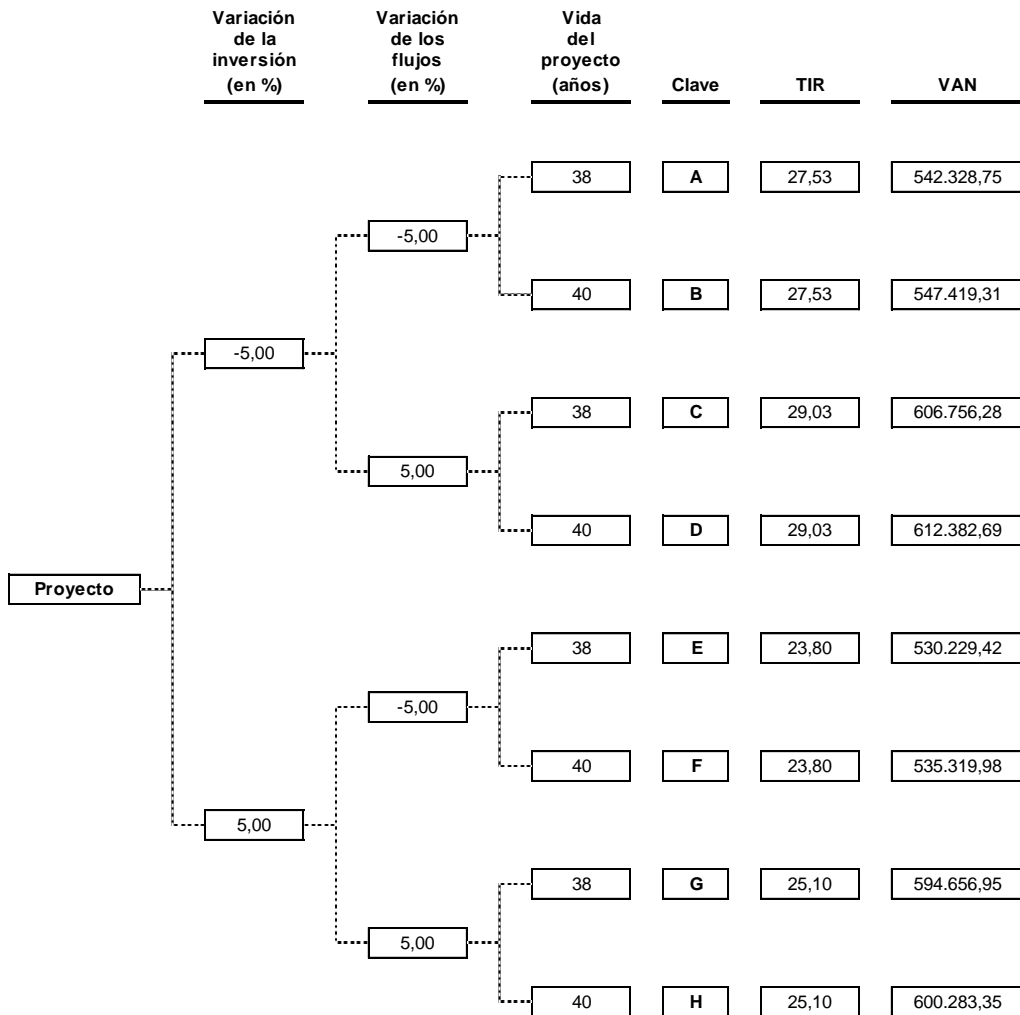 Variación de la inversión (en %)
Variación de los flujos (en %)
Vida del proyecto (años)
Clave
TIR
VAN
38 A 27,53 542.328,75
-5,00
40 B 27,53 547.419,31
-5,00
38 C 29,03 606.756,28
5,00
40 D 29,03 612.382,69
Proyecto
38 E 23,80 530.229,42
-5,00
40 F 23,80 535.319,98
5,00
38 G 25,10 594.656,95
5,00
40 H 25,10 600.283,35